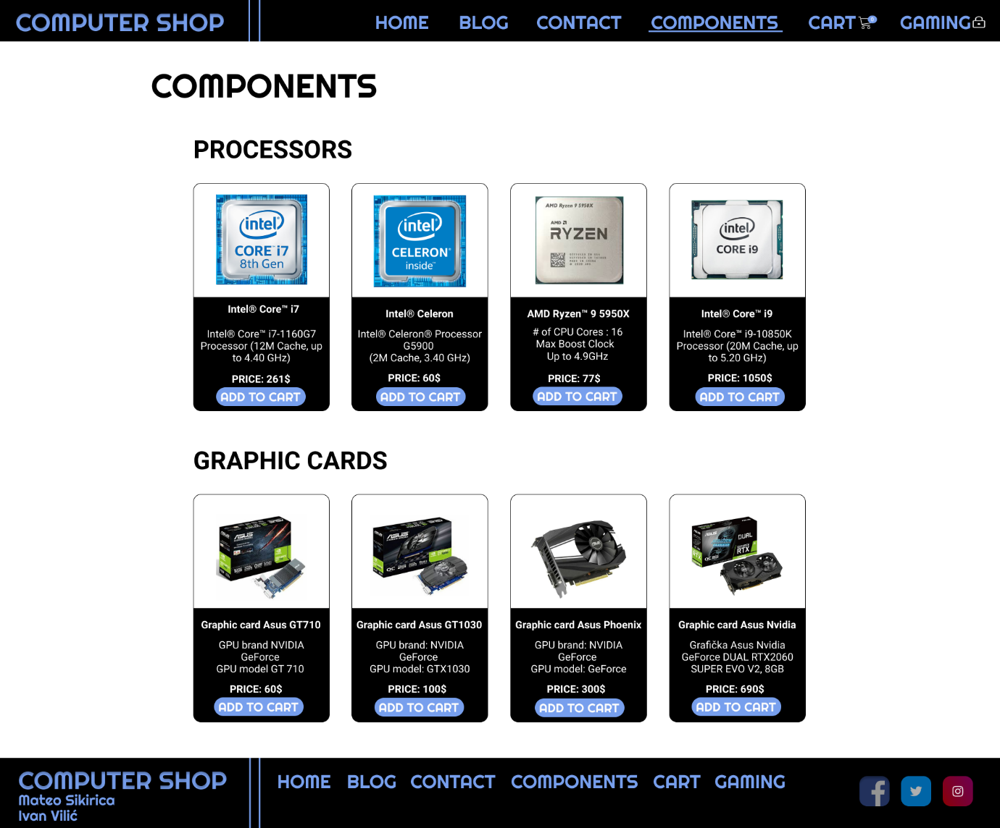 COMPUTER SHOP
HOME BLOG CONTACT COMPONENTS CART 0 GAMING
COMPONENTS
PROCESSORS
intel
CORE™ i7
8th Gen
intel
CELERON®
inside™
AMD Ryzen 9 5950X
AMD
RYZEN
intel
CORE i9
Intel® Core™ i7
Intel® Core™ i7-1160G7
Processor (12M Cache, up
to 4.40 GHz)
PRICE: 261$
ADD TO CART
Intel® Celeron
Intel® Celeron® Processor
G5900
(2M Cache, 3.40 GHz)
PRICE: 60$
ADD TO CART
AMD Ryzen™ 9 5950X
# of CPU Cores : 16
Max Boost Clock
Up to 4.9GHz
PRICE: 77$
ADD TO CART
Intel® Core™ i9
Intel® Core™ i9-10850K
Processor (20M Cache, up
to 5.20 GHz)
PRICE: 1050$
ADD TO CART
GRAPHIC CARDS
ASUS
ASUS
ASUS
DUAL
RTX
Graphic card Asus GT710
GPU brand NVIDIA
GeForce
GPU model GT 710
PRICE: 60$
ADD TO CART
Graphic card Asus GT1030
GPU brand: NVIDIA
GeForce
GPU model: GTX1030
PRICE: 100$
ADD TO CART
Graphic card Asus Phoenix
GPU brand: NVIDIA
GeForce
GPU model: GeForce
PRICE: 300$
ADD TO CART
Graphic card Asus Nvidia
Grafička Asus Nvidia
GeForce DUAL RTX2060
SUPER EVO V2, 8GB
PRICE: 690$
ADD TO CART
COMPUTER SHOP
Mateo Sikirica
Ivan Vilić
HOME BLOG CONTACT COMPONENTS CART GAMING